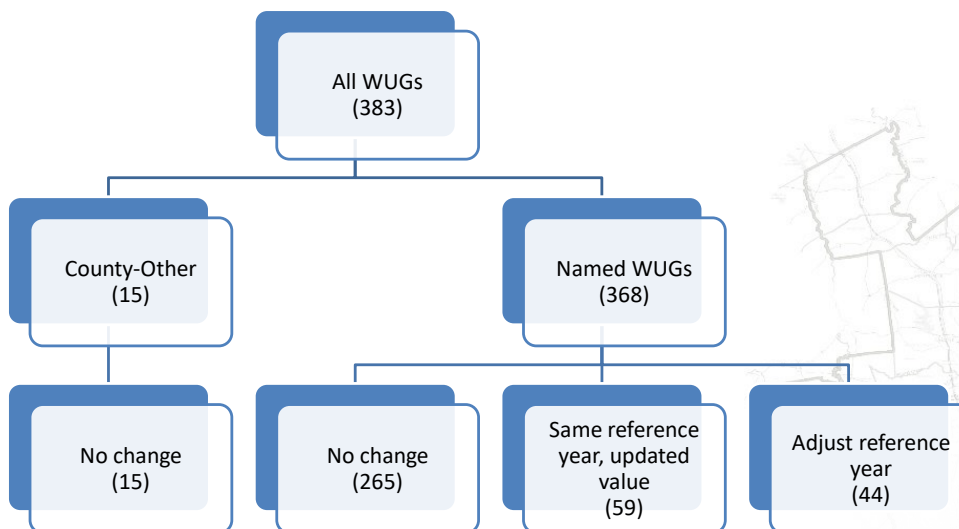 All WUGs
(383)
County-Other
(15)
Named WUGs
(368)
No change
(15)
No change
(265)
Same reference
year, updated
value
(59)
Adjust reference
year
(44)